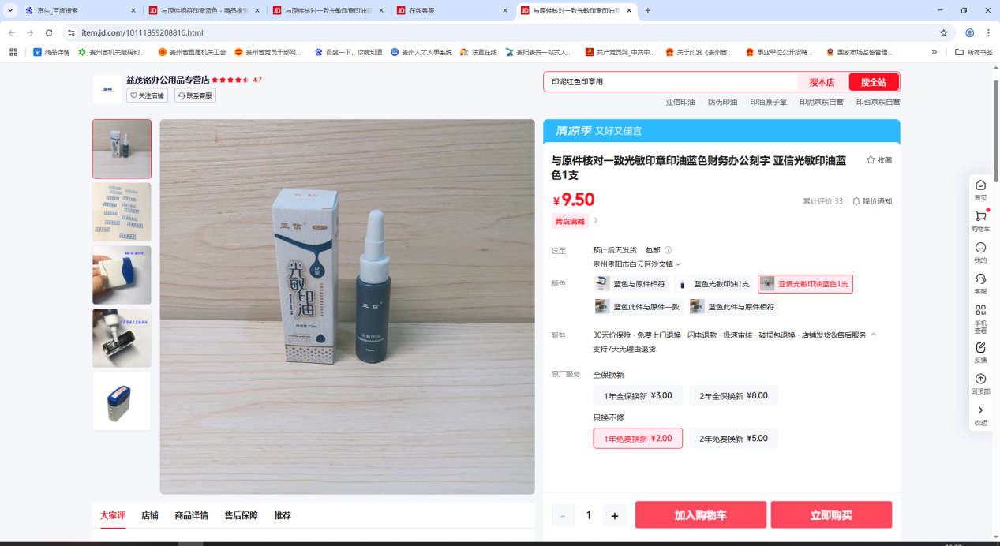 京东_百度搜索
与原件相符印章蓝色 - 商品搜索
与原件核对一致光敏印章印油蓝
在线客服
与原件核对一致光敏印章印油蓝
item.jd.com/10111859208816.html
商品详情
贵州省机关赋码和...
贵州省直属机关工会
贵州省党员干部网...
百度一下，你就知道
贵州人才人事系统
法宣在线
贵阳贵安一站式人...
共产党员网_中共中...
关于印发《贵州省...
事业单位公开招聘...
国家市场监督管理...
所有书签
益茂铭办公用品专营店 4.7
关注店铺
联系客服
印泥红色印章用
搜本店
搜全站
亚信印油
防伪印油
印油原子章
印泥京东自营
印台京东自营
清凉季 又好又便宜
与原件核对一致光敏印章印油蓝色财务办公刻字 亚信光敏印油蓝
色1支
收藏
¥9.50
累计评价 33
降价通知
跨店满减
送至
预计后天发货
包邮
贵州贵阳市白云区沙文镇
颜色
蓝色与原件相符
蓝色光敏印油1支
亚信光敏印油蓝色1支
蓝色此件与原件一致
蓝色此件与原件相符
服务
30天价保险 · 免费上门退换 · 闪电退款 · 极速审核 · 破损包退换 · 店铺发货&售后服务
支持7天无理由退货
原厂服务
全保换新
1年全保换新 ¥3.00
2年全保换新 ¥8.00
只换不修
1年免费换新 ¥2.00
2年免费换新 ¥5.00
- 1 +
加入购物车
立即购买
亚信
亚信
光敏印油
亚信
光敏印油
10ml
大家评
店铺
商品详情
售后保障
推荐
首页
购物车
我的
客服
手机
查看
反馈
回顶部
收起